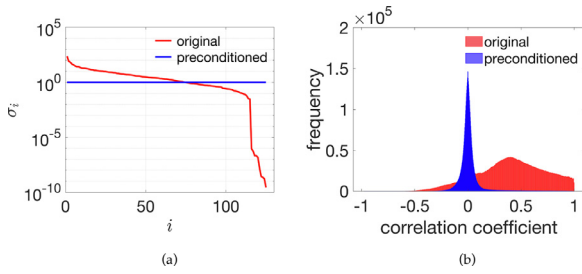 10^5
10^0
10^-5
10^-10
σ_i
0 50 100
i
original
preconditioned
(a)
×10^5
2
1.5
1
0.5
0
frequency
-1 -0.5 0 0.5 1
correlation coefficient
original
preconditioned
(b)